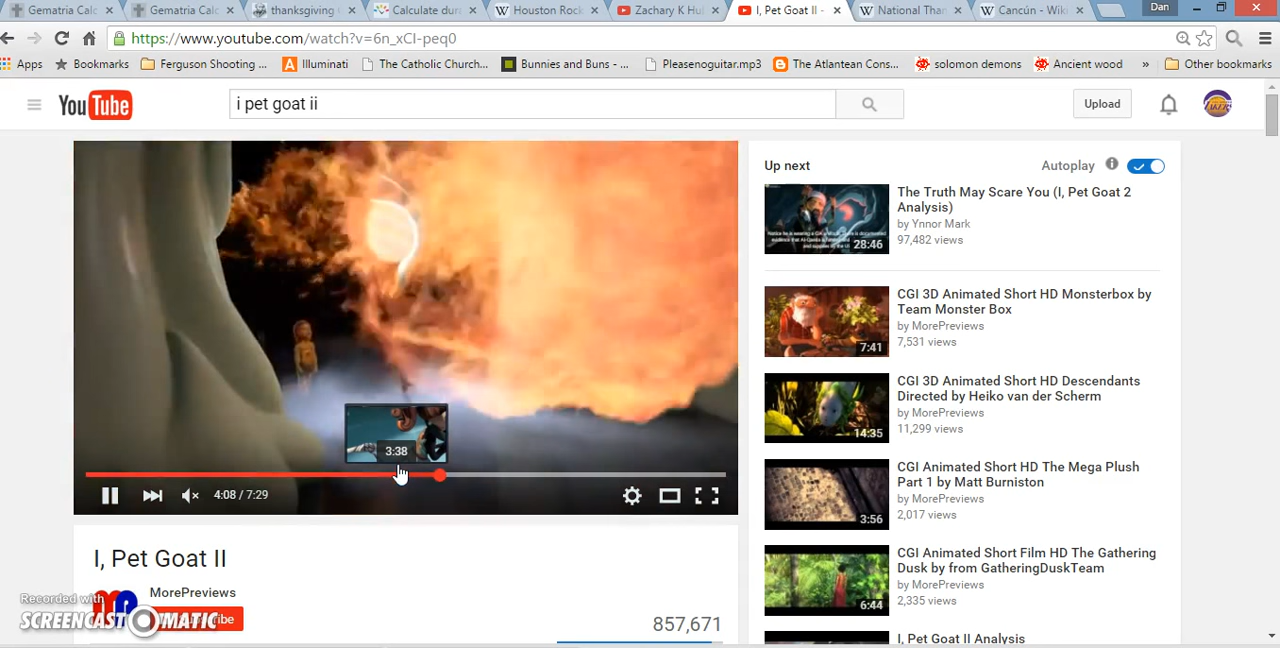 Gematria Calc
Gematria Calc
thanksgiving
Calculate dur
Houston Rock
Zachary K Hu
I, Pet Goat II -
National Than
Cancún - Wiki
Dan
https://www.youtube.com/watch?v=6n_xCI-peq0
Apps
Bookmarks
Ferguson Shooting ...
Illuminati
The Catholic Church...
Bunnies and Buns - ...
Pleasenoguitar.mp3
The Atlantean Cons...
solomon demons
Ancient wood
»
Other bookmarks
YouTube
i pet goat ii
Upload
3:38
4:08 / 7:29
I, Pet Goat II
MorePreviews
857,671
Recorded with
SCREENCAST-O-MATIC
Up next
Autoplay
The Truth May Scare You (I, Pet Goat 2
Analysis)
by Ynnor Mark
97,482 views
28:46
CGI 3D Animated Short HD Monsterbox by
Team Monster Box
by MorePreviews
7,531 views
7:41
CGI 3D Animated Short HD Descendants
Directed by Heiko van der Scherm
by MorePreviews
11,299 views
14:35
CGI Animated Short HD The Mega Plush
Part 1 by Matt Burniston
by MorePreviews
2,017 views
3:56
CGI Animated Short Film HD The Gathering
Dusk by from GatheringDuskTeam
by MorePreviews
2,335 views
6:44
I, Pet Goat II Analysis